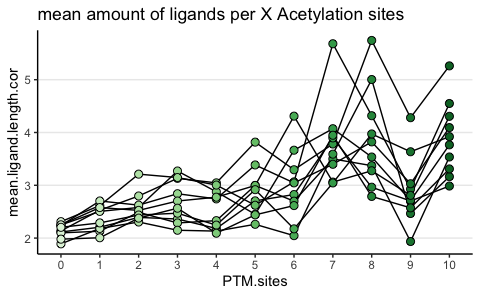 mean amount of ligands per X Acetylation sites
mean.ligand.length.cor
5
4
3
2
0 1 2 3 4 5 6 7 8 9 10
PTM.sites